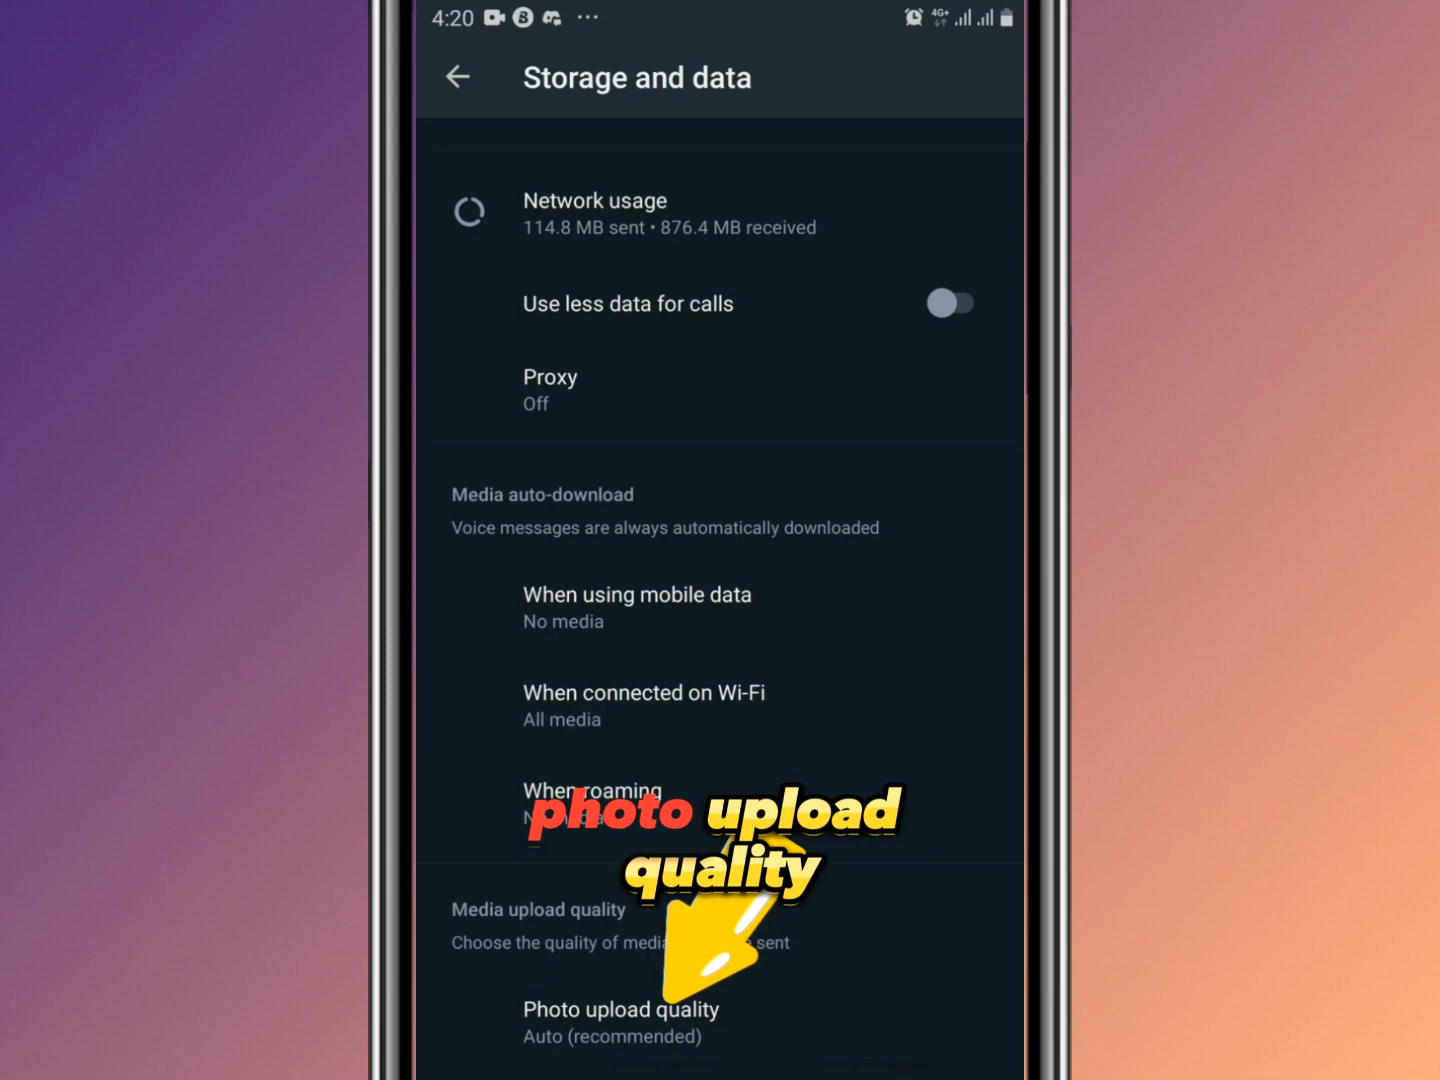 4:20
4G+
Storage and data
Network usage
114.8 MB sent • 876.4 MB received
Use less data for calls
Proxy
Off
Media auto-download
Voice messages are always automatically downloaded
When using mobile data
No media
When connected on Wi-Fi
All media
When roaming
photo upload
quality
Media upload quality
Choose the quality of media sent
Photo upload quality
Auto (recommended)